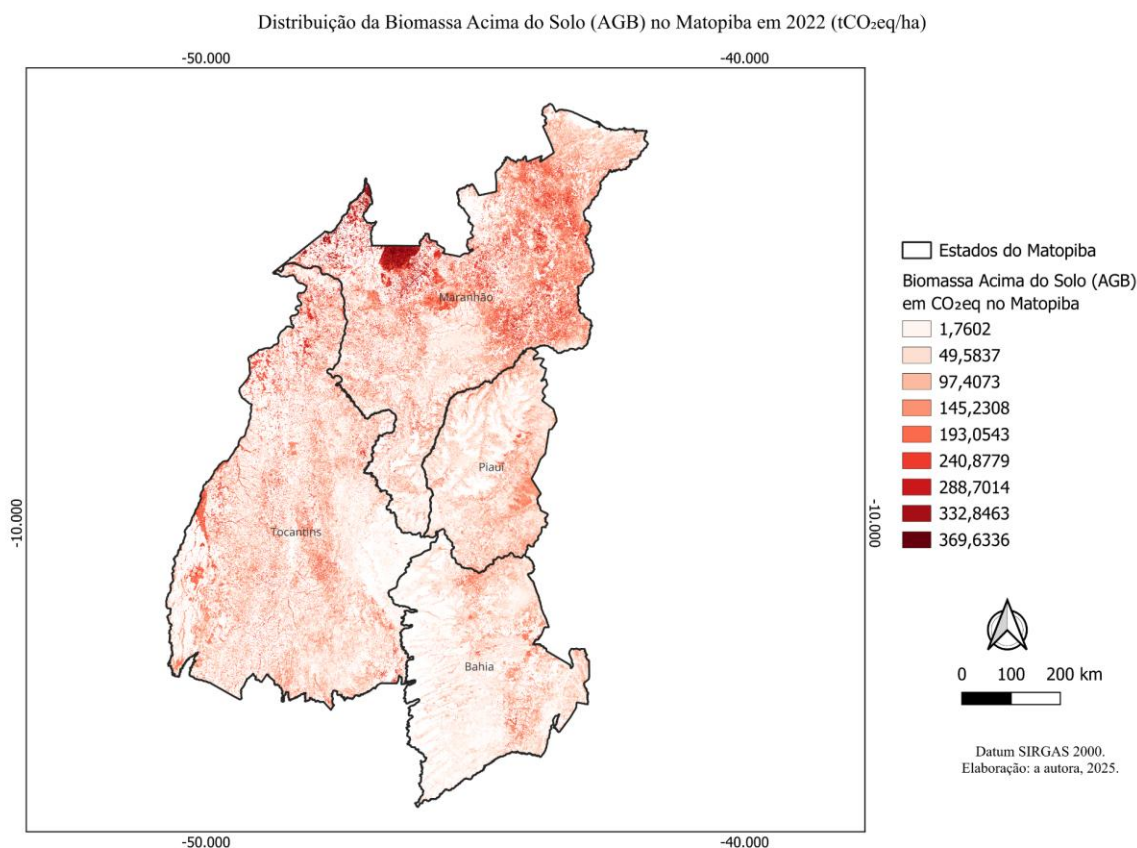 Distribuição da Biomassa Acima do Solo (AGB) no Matopiba em 2022 (tCO₂eq/ha)
-50.000
-40.000
Maranhão
Piauí
Tocantins
Bahia
-10.000
-10.000
Estados do Matopiba
Biomassa Acima do Solo (AGB)
em CO₂eq no Matopiba
1,7602
49,5837
97,4073
145,2308
193,0543
240,8779
288,7014
332,8463
369,6336
0 100 200 km
Datum SIRGAS 2000.
Elaboração: a autora, 2025.
-50.000
-40.000